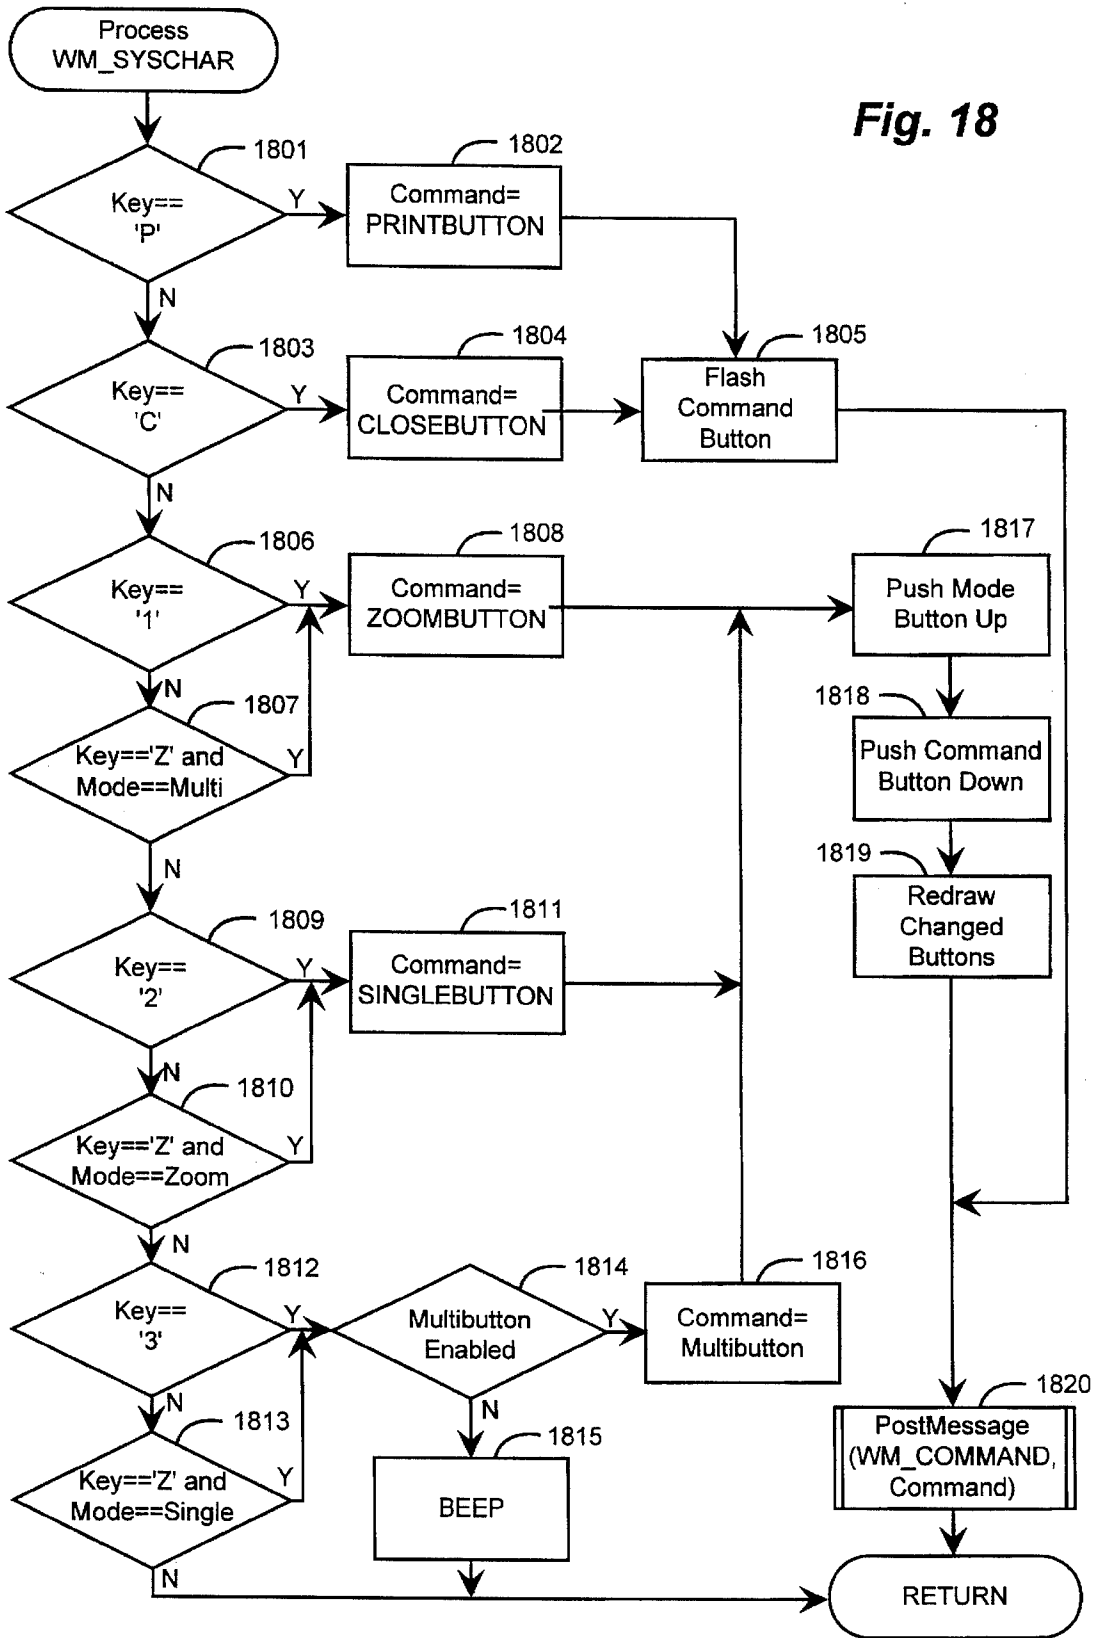 Process
WM_SYSCHAR
Fig. 18
1801
Key==
'P'
Y
N
1802
Command=
PRINTBUTTON
1803
Key==
'C'
Y
N
1804
Command=
CLOSEBUTTON
1805
Flash
Command
Button
1806
Key==
'1'
Y
N
1808
Command=
ZOOMBUTTON
1817
Push Mode
Button Up
1807
Key=='Z' and
Mode==Multi
Y
N
1818
Push Command
Button Down
1819
Redraw
Changed
Buttons
1809
Key==
'2'
Y
N
1811
Command=
SINGLEBUTTON
1810
Key=='Z' and
Mode==Zoom
Y
N
1812
Key==
'3'
Y
N
1814
Multibutton
Enabled
Y
N
1816
Command=
Multibutton
1813
Key=='Z' and
Mode==Single
Y
N
1815
BEEP
1820
PostMessage
(WM_COMMAND,
Command)
RETURN